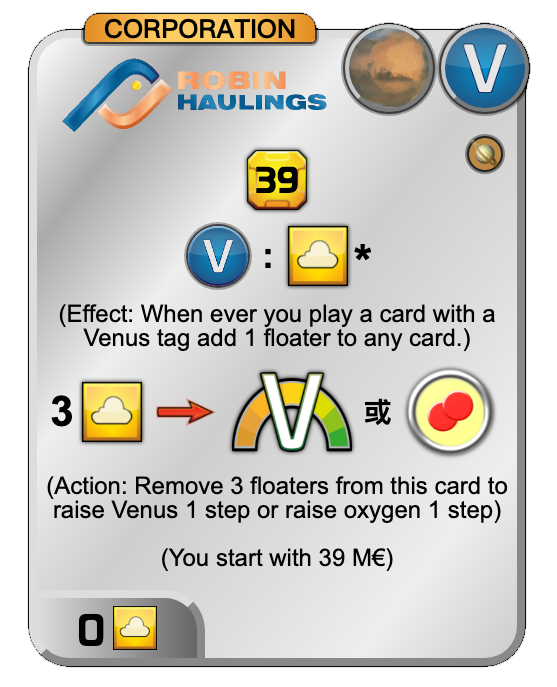 CORPORATION
ROBIN
HAULINGS
V
39
V : *
(Effect: When ever you play a card with a
Venus tag add 1 floater to any card.)
3 V 或
(Action: Remove 3 floaters from this card to
raise Venus 1 step or raise oxygen 1 step)
(You start with 39 M€)
0